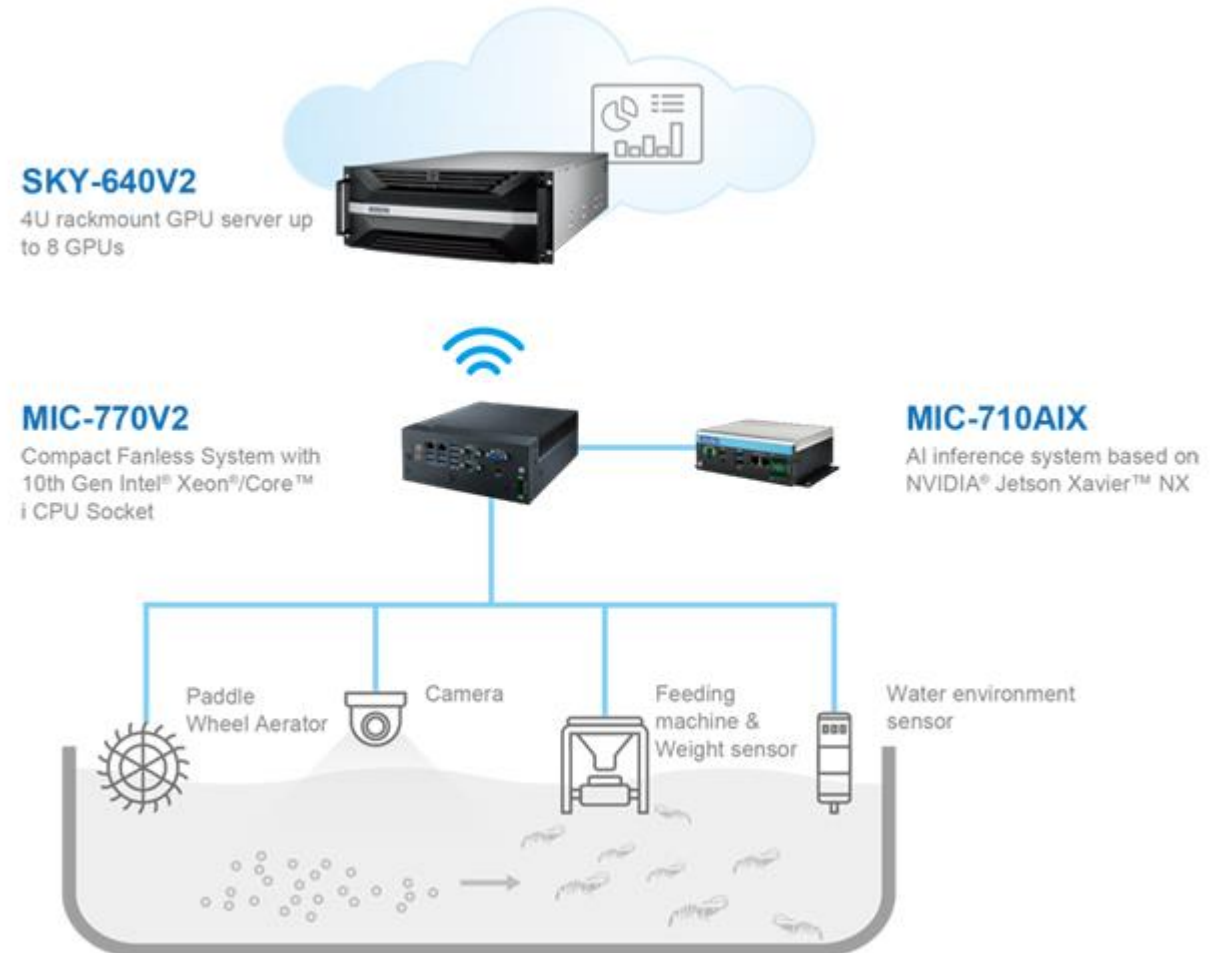 SKY-640V2
4U rackmount GPU server up
to 8 GPUs
MIC-770V2
Compact Fanless System with
10th Gen Intel® Xeon®/Core™
i CPU Socket
MIC-710AIX
AI inference system based on
NVIDIA® Jetson Xavier™ NX
Paddle
Wheel Aerator
Camera
Feeding
machine &
Weight sensor
Water environment
sensor